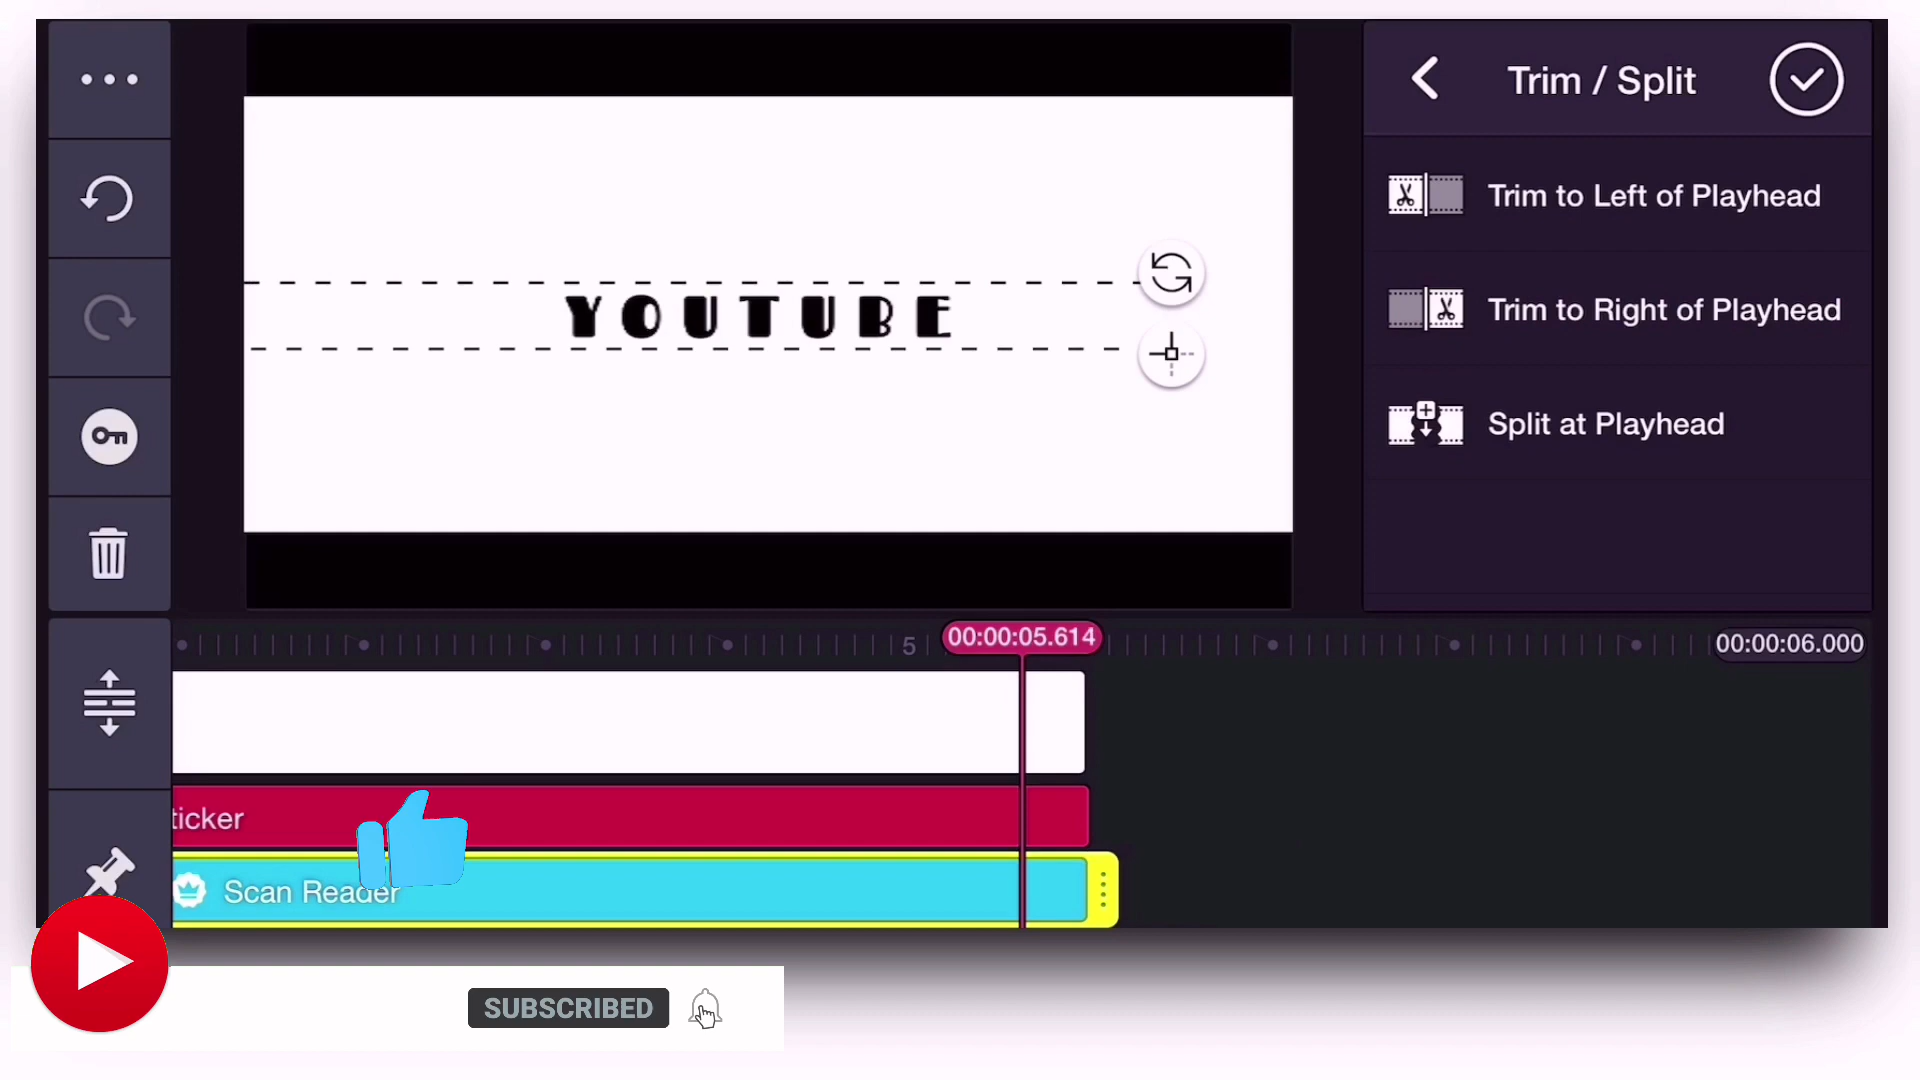 Trim / Split
Trim to Left of Playhead
Trim to Right of Playhead
Split at Playhead
YOUTUBE
5
00:00:05.614
00:00:06.000
ticker
Scan Reader
SUBSCRIBED